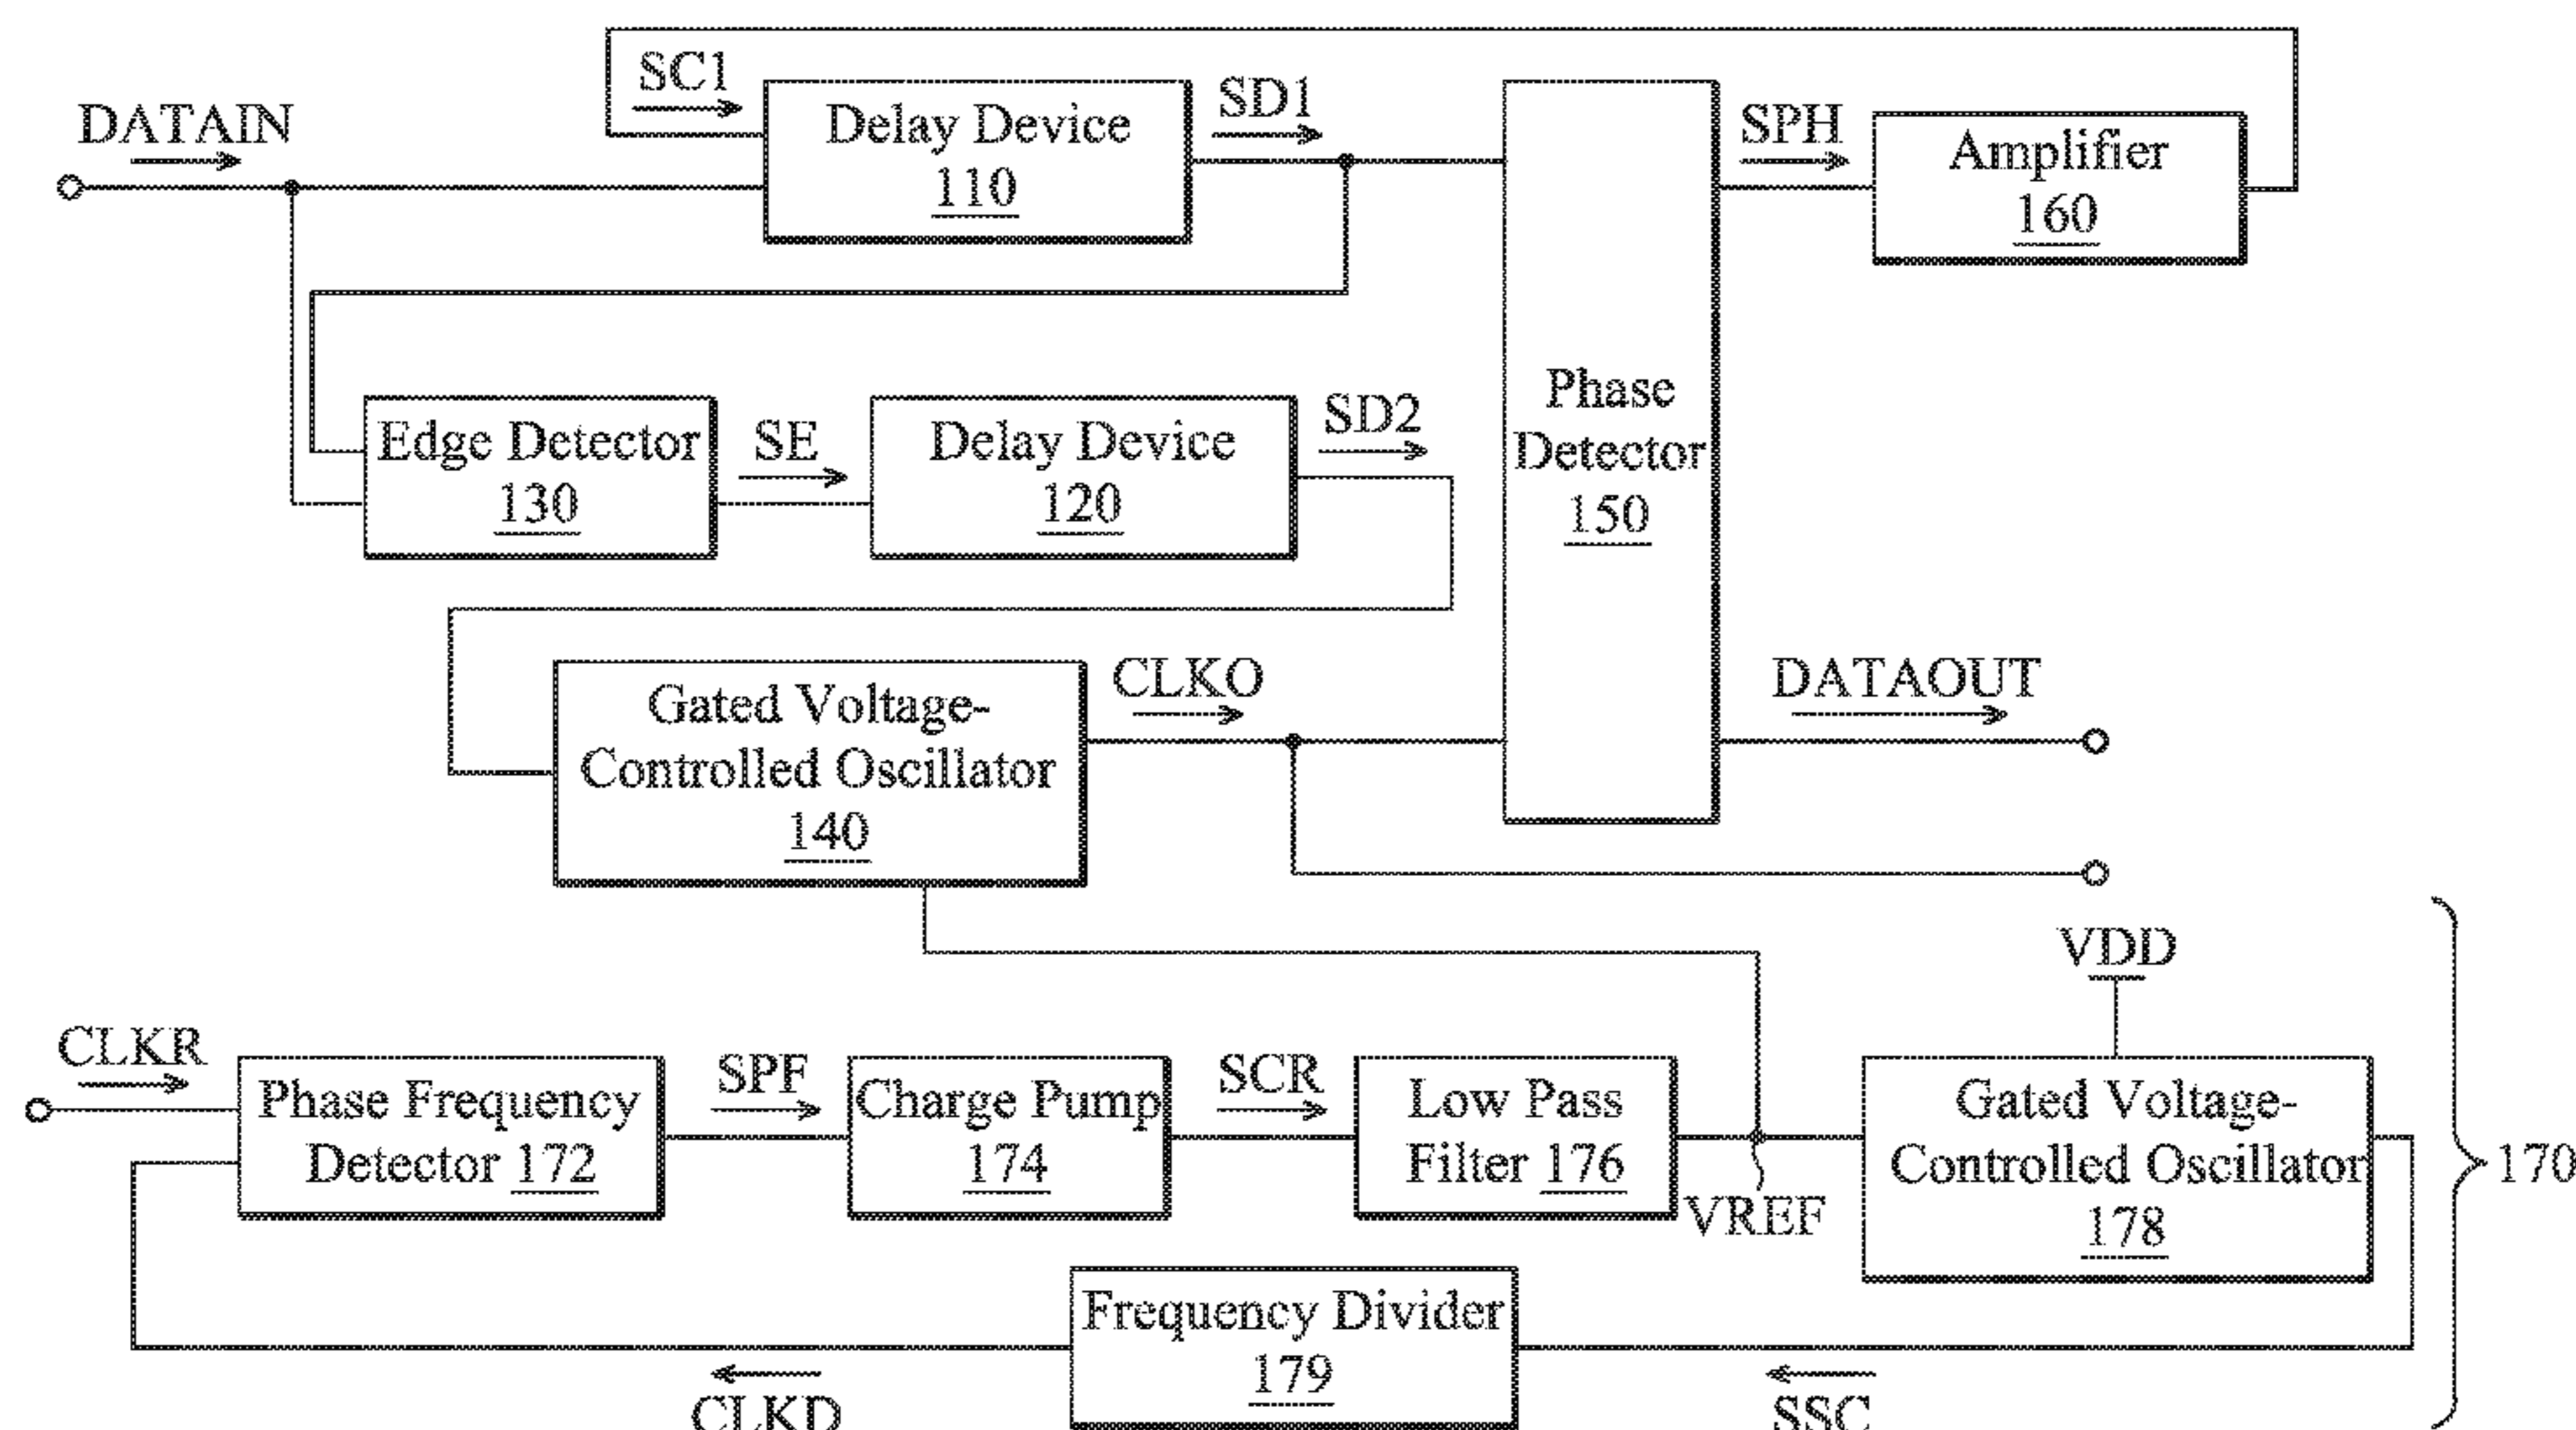 SC1
DATAIN
Delay Device
110
SD1
SPH
Amplifier
160
Edge Detector
130
SE
Delay Device
120
SD2
Phase
Detector
150
Gated Voltage-
Controlled Oscillator
140
CLKO
DATAOUT
VDD
CLKR
Phase Frequency
Detector 172
SPF
Charge Pump
174
SCR
Low Pass
Filter 176
VREF
Gated Voltage-
Controlled Oscillator
178
170
Frequency Divider
179
CLKD
SSC